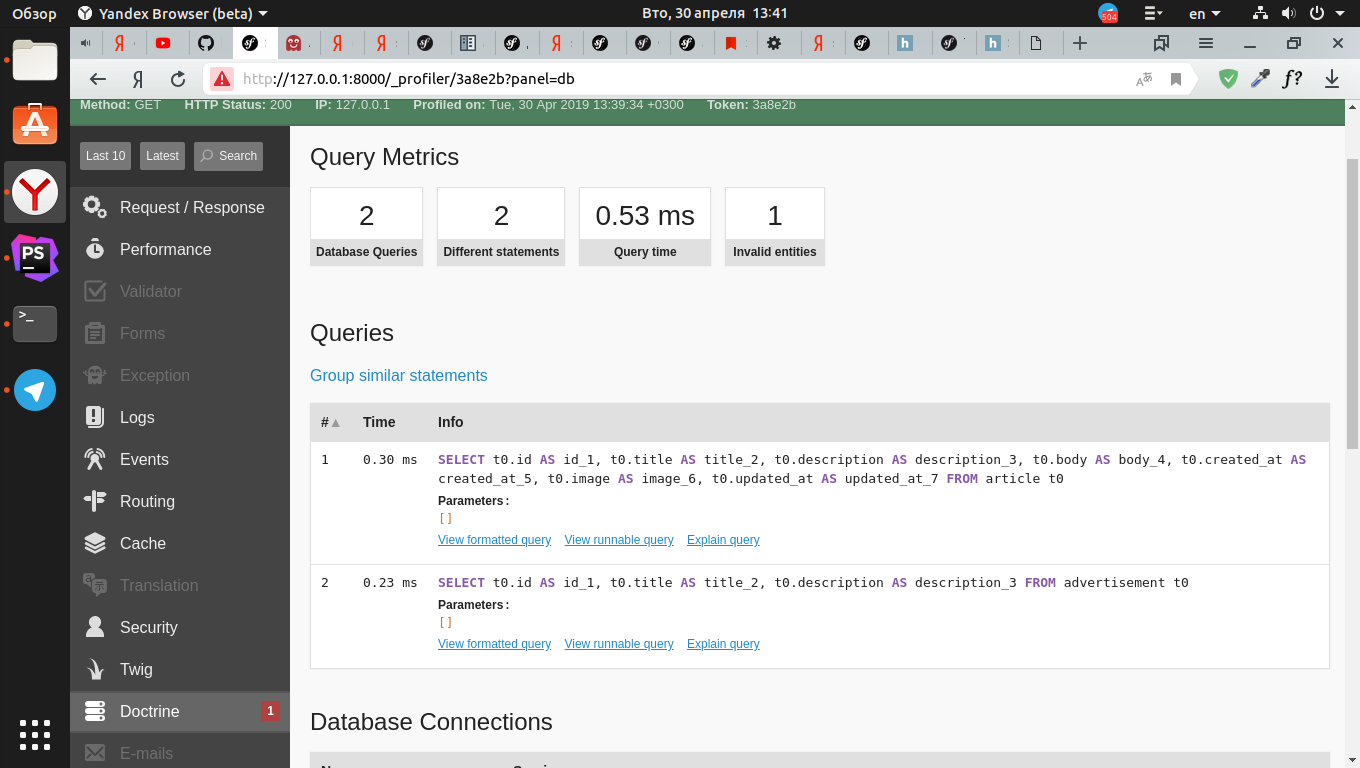 Обзор Yandex Browser (beta) Вто, 30 апреля 13:41 504 en
http://127.0.0.1:8000/_profiler/3a8e2b?panel=db
Method: GET HTTP Status: 200 IP: 127.0.0.1 Profiled on: Tue, 30 Apr 2019 13:39:34 +0300 Token: 3a8e2b
Last 10 Latest Search
Request / Response
Performance
Validator
Forms
Exception
Logs
Events
Routing
Cache
Translation
Security
Twig
Doctrine 1
E-mails
Query Metrics
2 2 0.53 ms 1
Database Queries Different statements Query time Invalid entities
Queries
Group similar statements
# Time Info
1 0.30 ms SELECT t0.id AS id_1, t0.title AS title_2, t0.description AS description_3, t0.body AS body_4, t0.created_at AS
created_at_5, t0.image AS image_6, t0.updated_at AS updated_at_7 FROM article t0
Parameters:
[]
View formatted query View runnable query Explain query
2 0.23 ms SELECT t0.id AS id_1, t0.title AS title_2, t0.description AS description_3 FROM advertisement t0
Parameters:
[]
View formatted query View runnable query Explain query
Database Connections